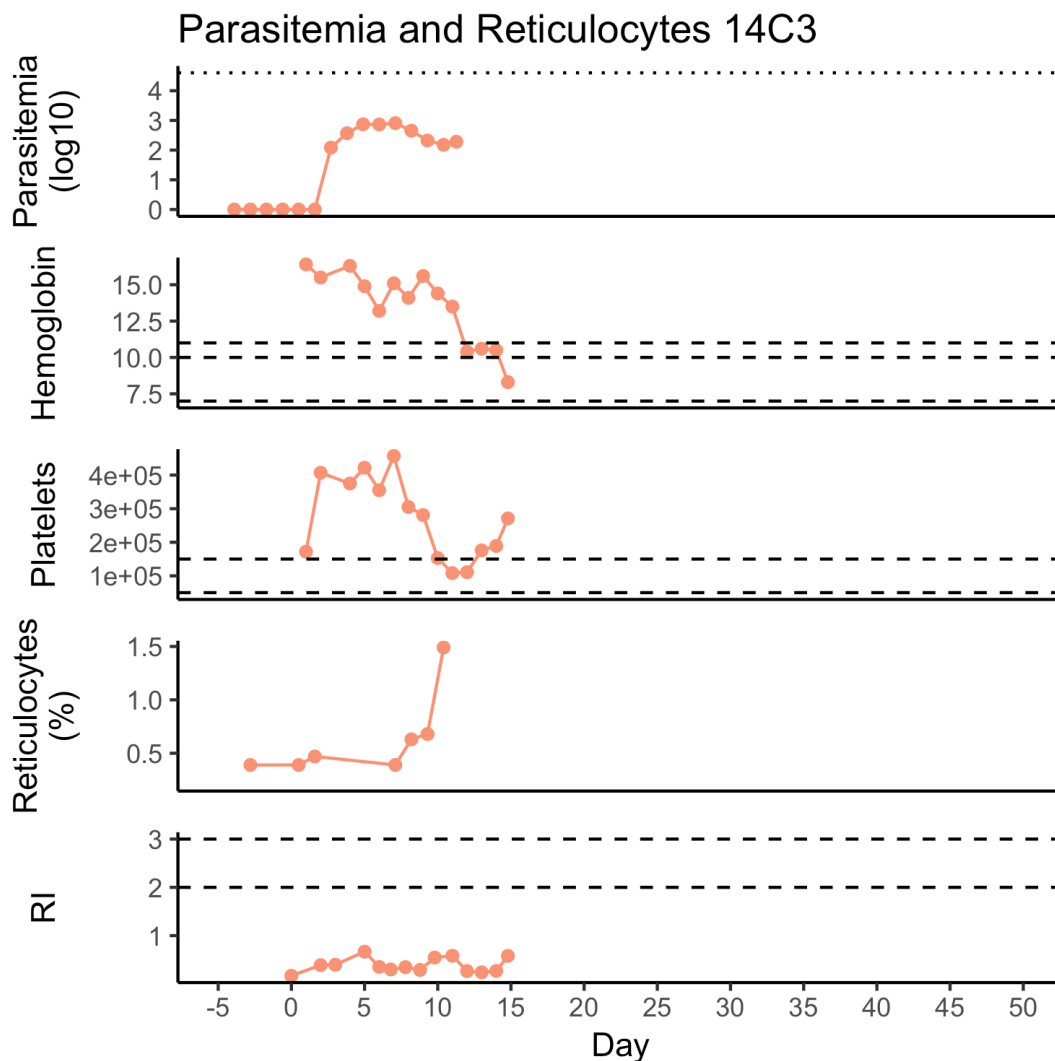 Parasitemia and Reticulocytes 14C3
Parasitemia
(log10)
4
3
2
1
0
Hemoglobin
15.0
12.5
10.0
7.5
Platelets
4e+05
3e+05
2e+05
1e+05
Reticulocytes
(%)
1.5
1.0
0.5
RI
3
2
1
-5 0 5 10 15 20 25 30 35 40 45 50
Day